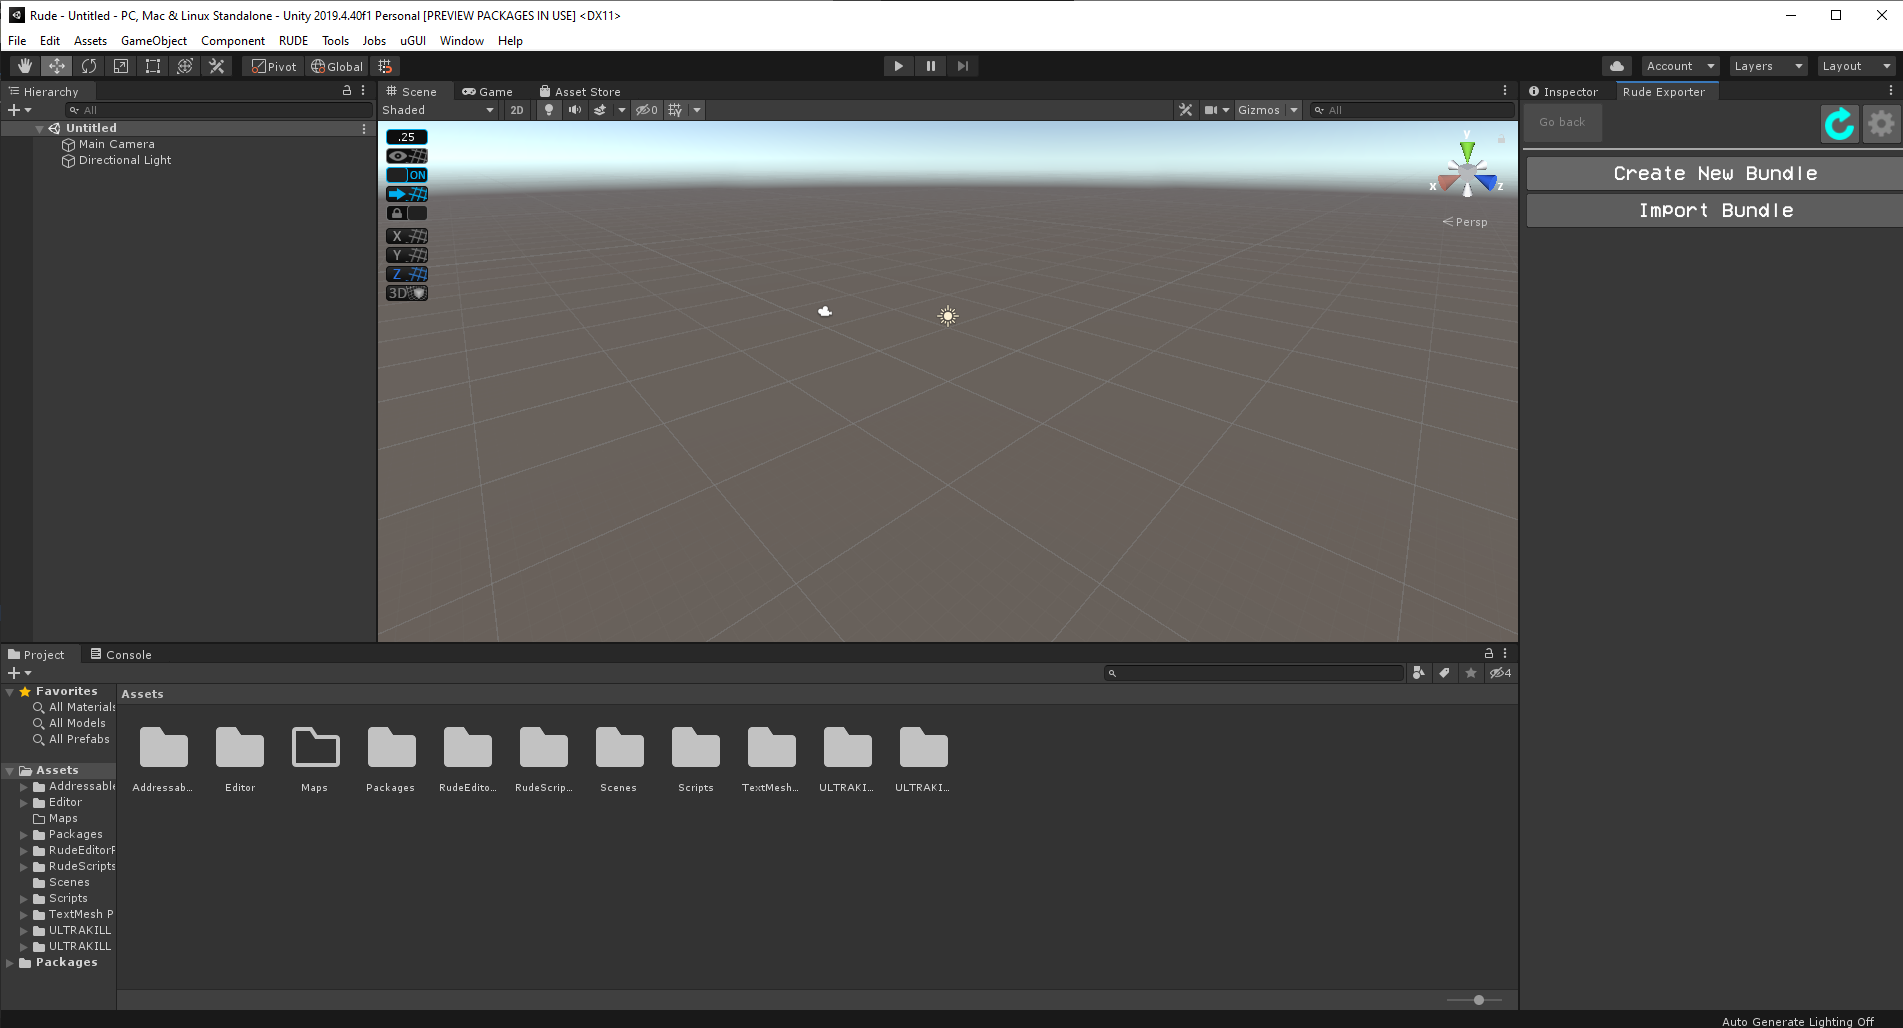 Rude - Untitled - PC, Mac & Linux Standalone - Unity 2019.4.40f1 Personal [PREVIEW PACKAGES IN USE] <DX11>
File Edit Assets GameObject Component RUDE Tools Jobs uGUI Window Help
Pivot Global Account Layers Layout
Hierarchy
All
Untitled
Main Camera
Directional Light
Scene Game Asset Store
Shaded 2D 0 Gizmos All
.25
ON
X
Y
Z
3D
y
x z
Persp
Inspector Rude Exporter
Go back
Create New Bundle
Import Bundle
Project Console
4
Favorites
All Materials
All Models
All Prefabs
Assets
Addressable
Editor
Maps
Packages
RudeEditorF
RudeScripts
Scenes
Scripts
TextMesh P
ULTRAKILL
ULTRAKILL
Packages
Assets
Addressab... Editor Maps Packages RudeEdito... RudeScrip... Scenes Scripts TextMesh... ULTRAKI... ULTRAKI...
Auto Generate Lighting Off